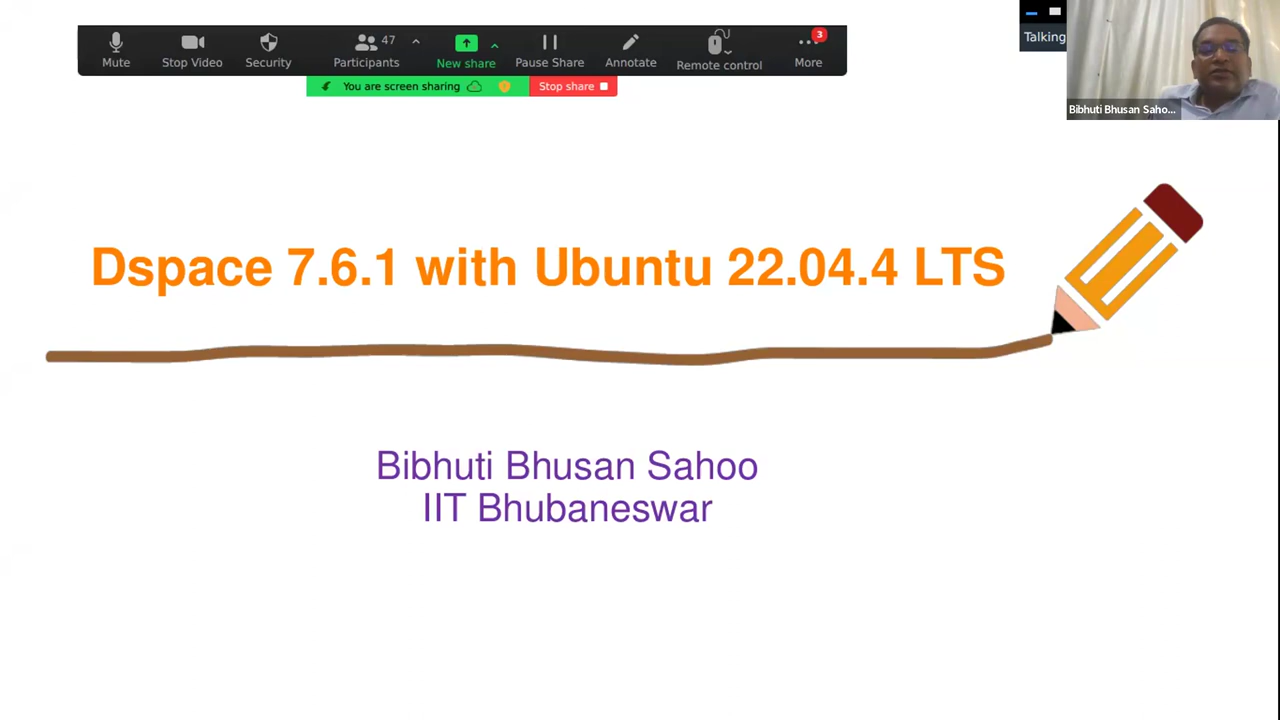 47
3
Mute
Stop Video
Security
Participants
New share
Pause Share
Annotate
Remote control
More
You are screen sharing
Stop share
Talking
Bibhuti Bhusan Saho...
Dspace 7.6.1 with Ubuntu 22.04.4 LTS
Bibhuti Bhusan Sahoo
IIT Bhubaneswar